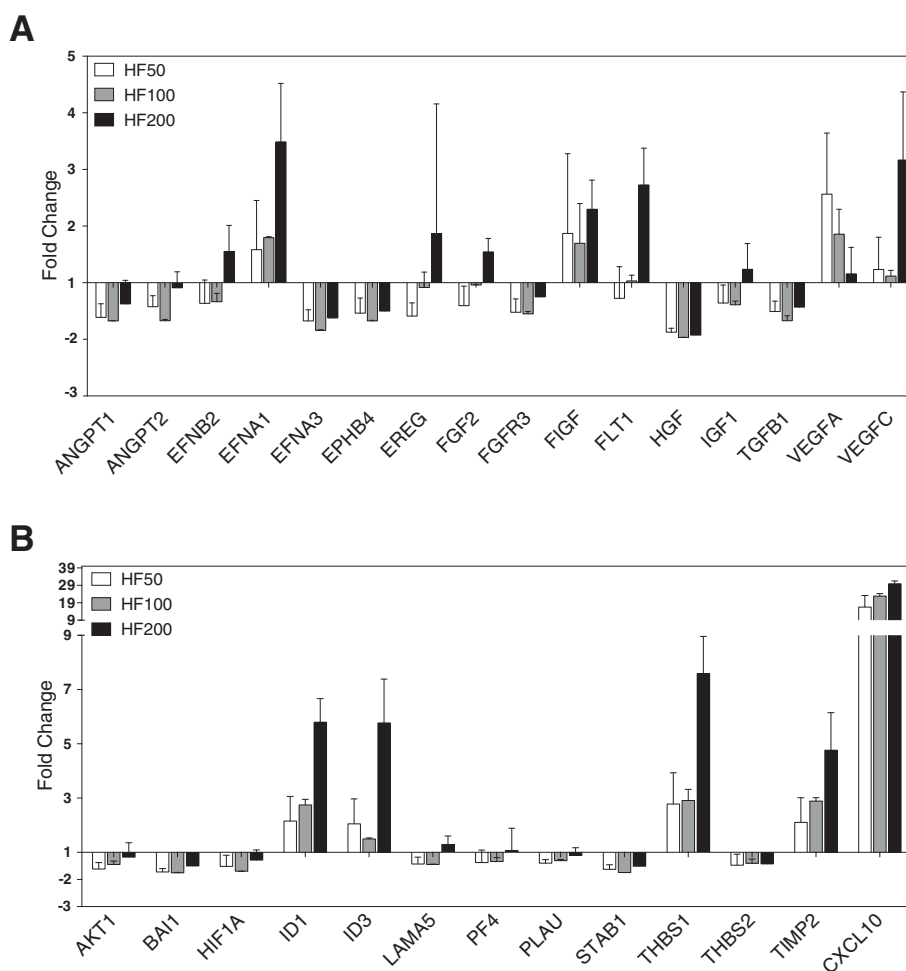 A
5
4
3
2
1
-2
-3
Fold Change
HF50
HF100
HF200
ANGPT1
ANGPT2
EFNB2
EFNA1
EFNA3
EPHB4
EREG
FGF2
FGFR3
FIGF
FLT1
HGF
IGF1
TGFB1
VEGFA
VEGFC
B
39
29
19
9
9
7
5
3
1
-2
-3
Fold Change
HF50
HF100
HF200
AKT1
BAI1
HIF1A
ID1
ID3
LAMA5
PF4
PLAU
STAB1
THBS1
THBS2
TIMP2
CXCL10